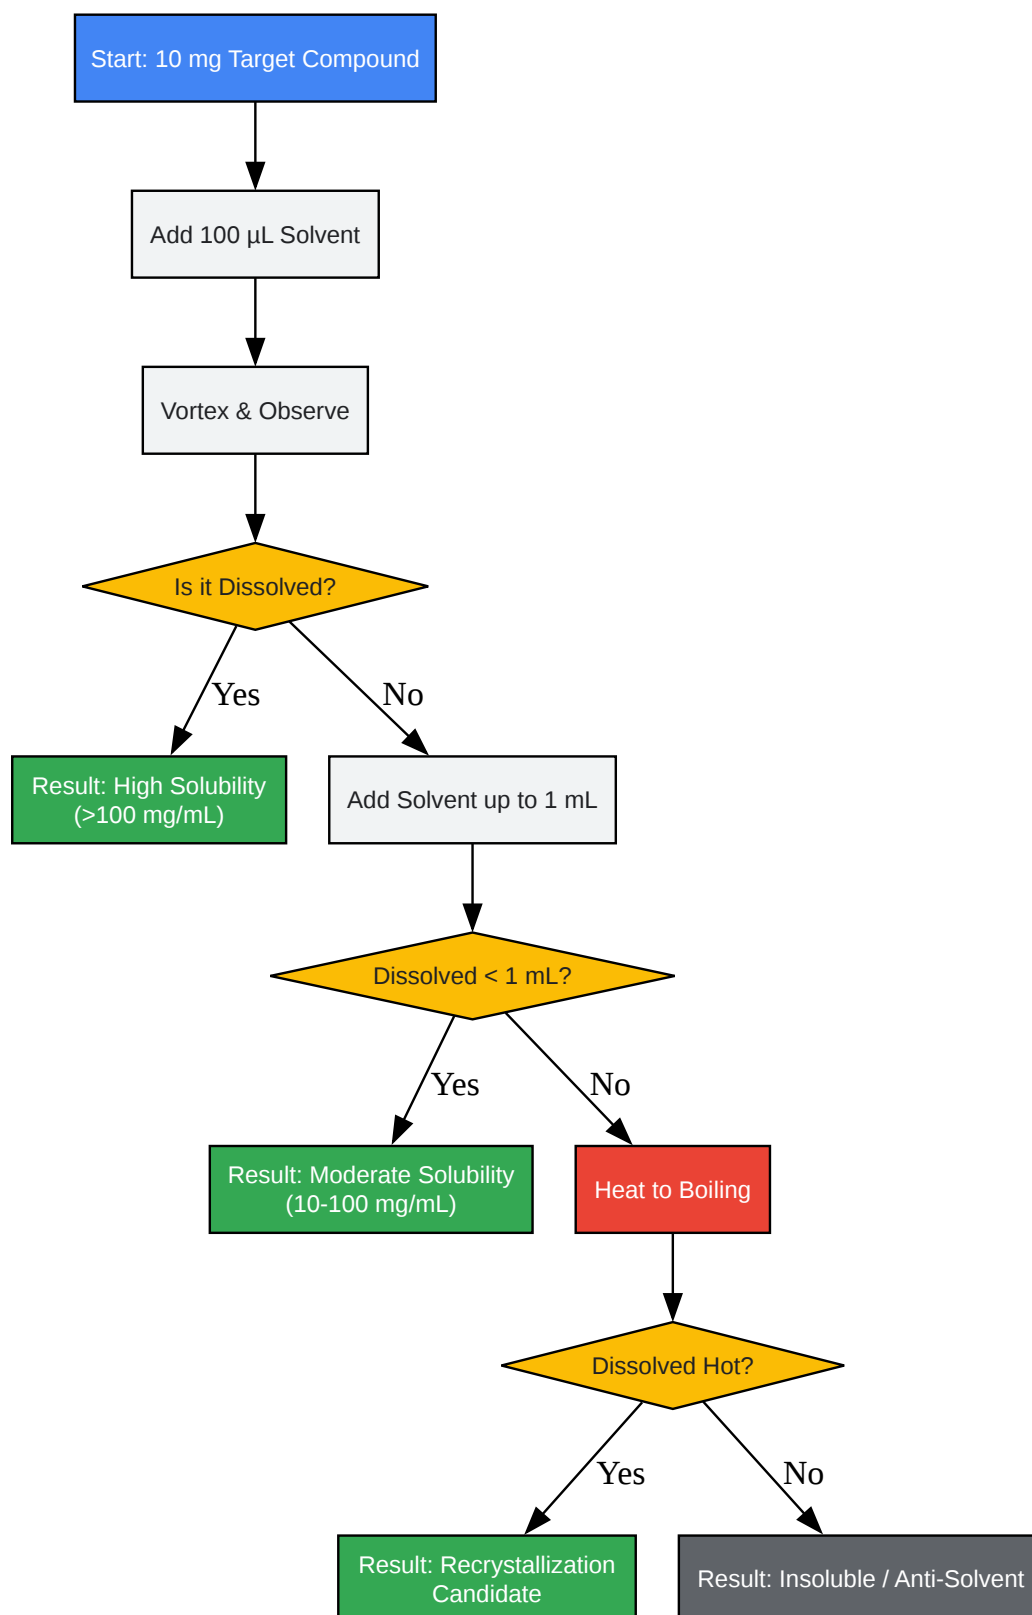 Start: 10 mg Target Compound
Add 100 µL Solvent
Vortex & Observe
Is it Dissolved?
Yes
No
Result: High Solubility
(>100 mg/mL)
Add Solvent up to 1 mL
Dissolved < 1 mL?
Yes
No
Result: Moderate Solubility
(10-100 mg/mL)
Heat to Boiling
Dissolved Hot?
Yes
No
Result: Recrystallization
Candidate
Result: Insoluble / Anti-Solvent